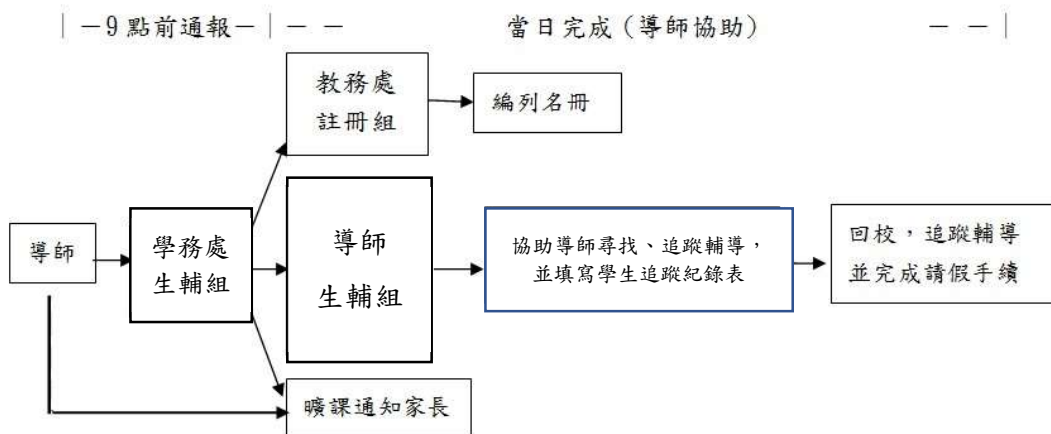 ｜－9 點前通報－｜－ － 當日完成(導師協助) － －｜
教務處
註冊組
編列名冊
導師
學務處
生輔組
導師
生輔組
協助導師尋找、追蹤輔導，
並填寫學生追蹤紀錄表
回校，追蹤輔導
並完成請假手續
曠課通知家長